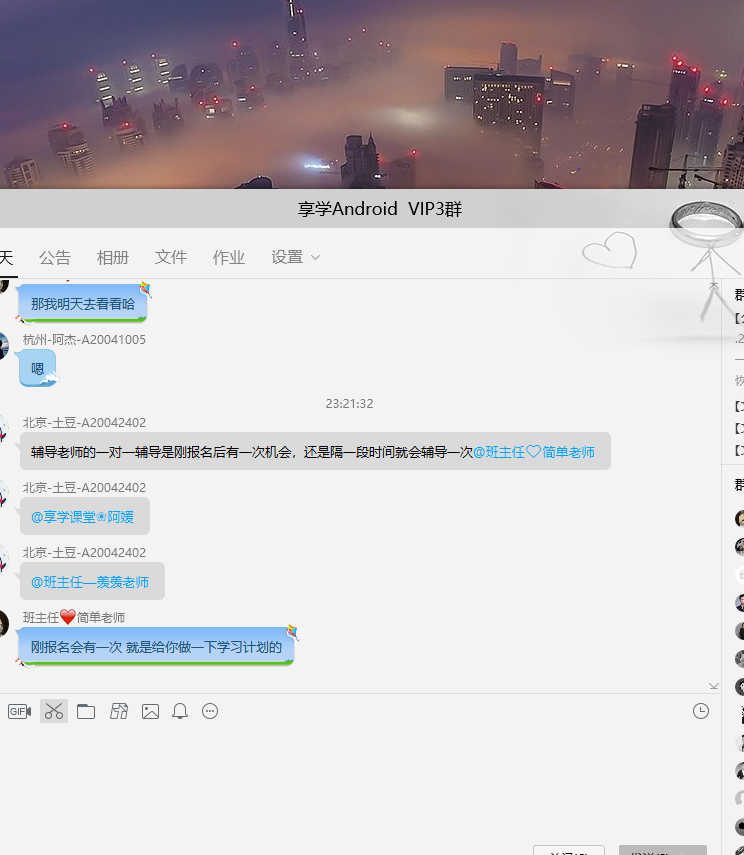 享学Android VIP3群
天 公告 相册 文件 作业 设置
那我明天去看看哈
杭州-阿杰-A20041005
嗯
23:21:32
北京-土豆-A20042402
辅导老师的一对一辅导是刚报名后有一次机会，还是隔一段时间就会辅导一次@班主任♡简单老师
北京-土豆-A20042402
@享学课堂❀阿媛
北京-土豆-A20042402
@班主任—羡羡老师
班主任❤️简单老师
刚报名会有一次 就是给你做一下学习计划的
GIF